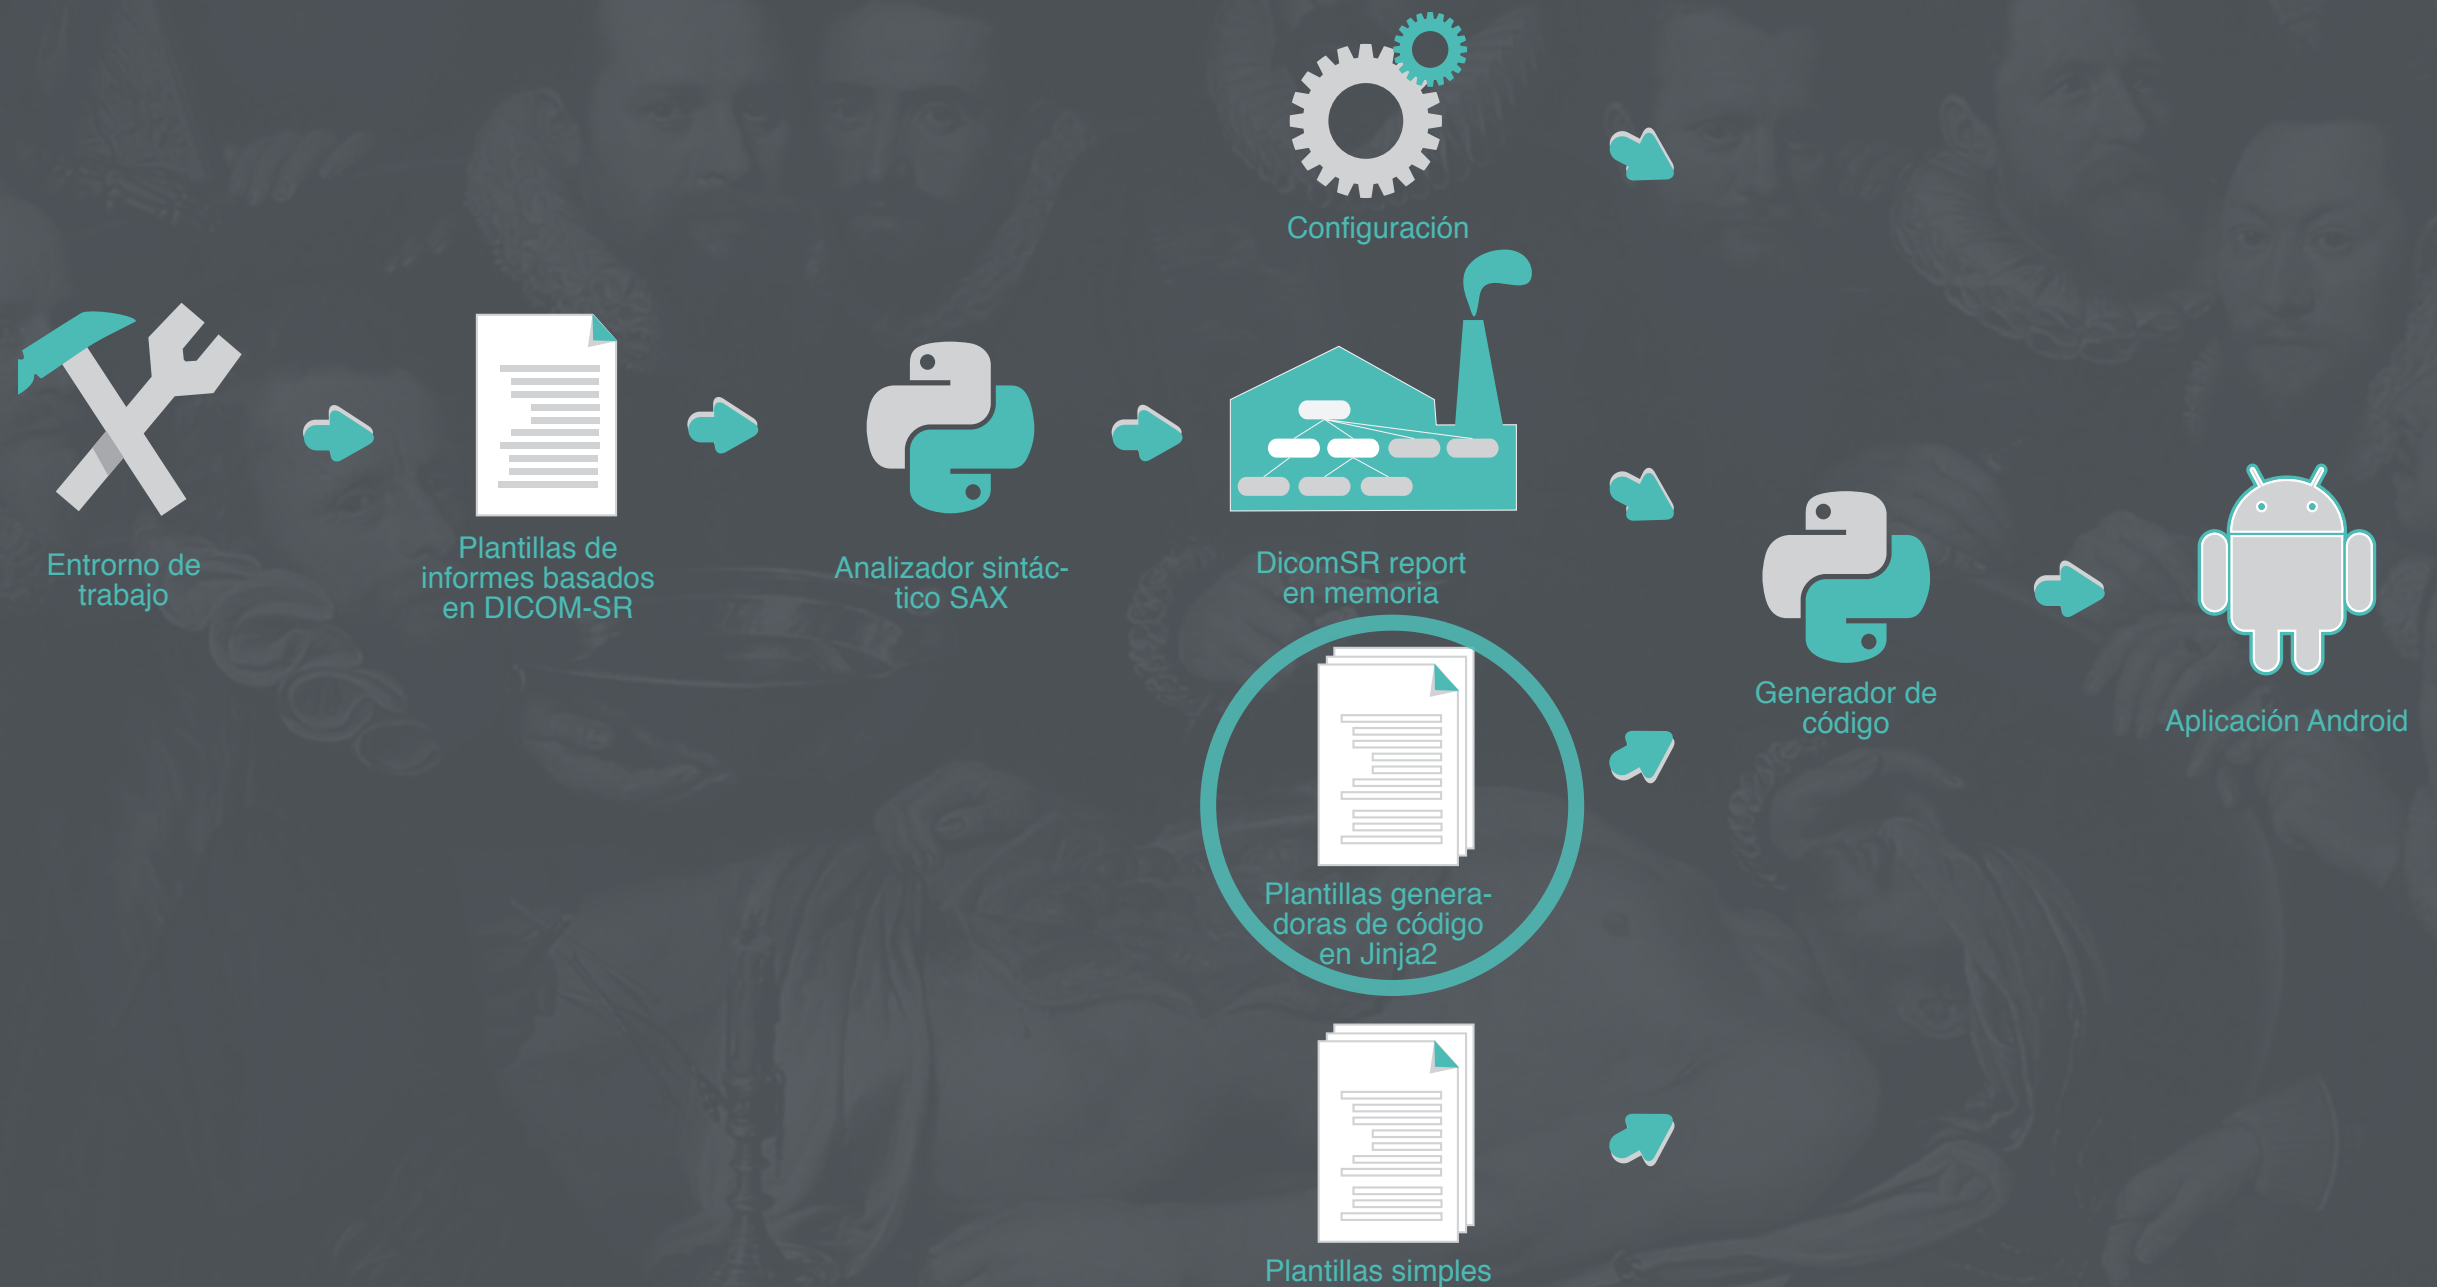 Configuración
Entrorno de
trabajo
Plantillas de
informes basados
en DICOM-SR
Analizador sintác-
tico SAX
DicomSR report
en memoria
Plantillas genera-
doras de código
en Jinja2
Generador de
código
Aplicación Android
Plantillas simples